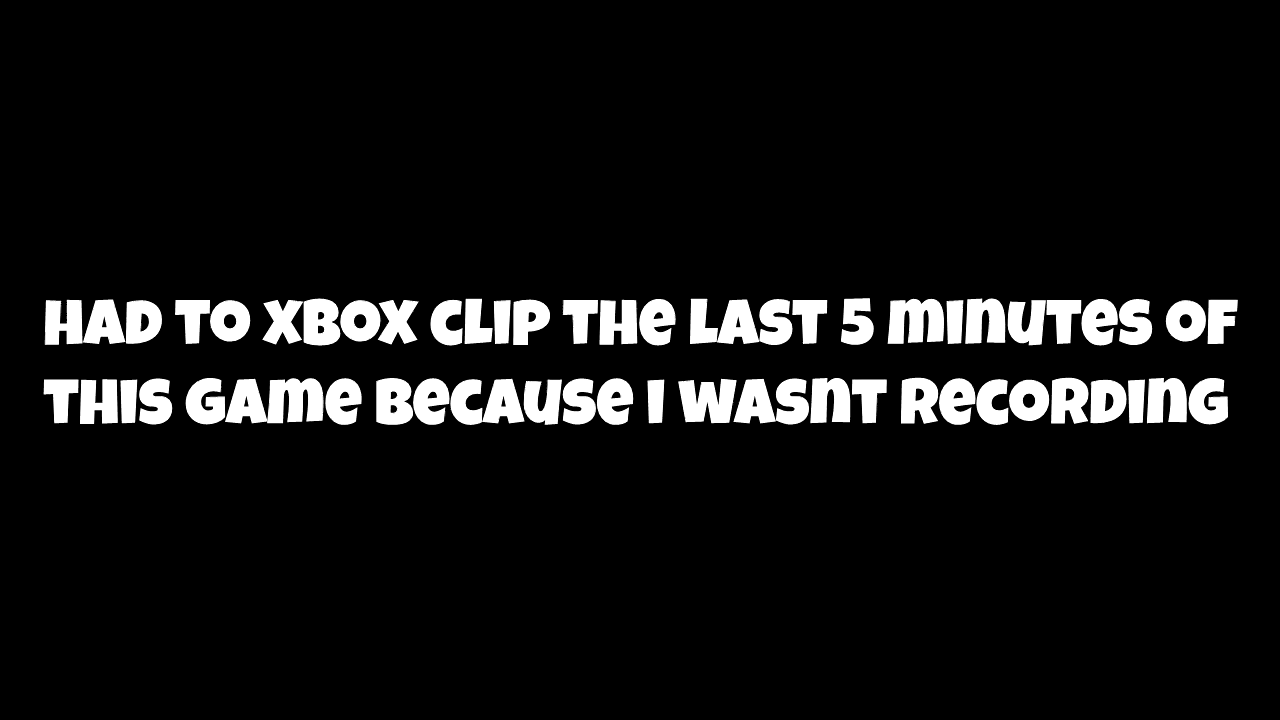 HAD TO XBOX CLIP THE LAST 5 MINUTES OF
THIS GAME BECAUSE I WASNT RECORDING